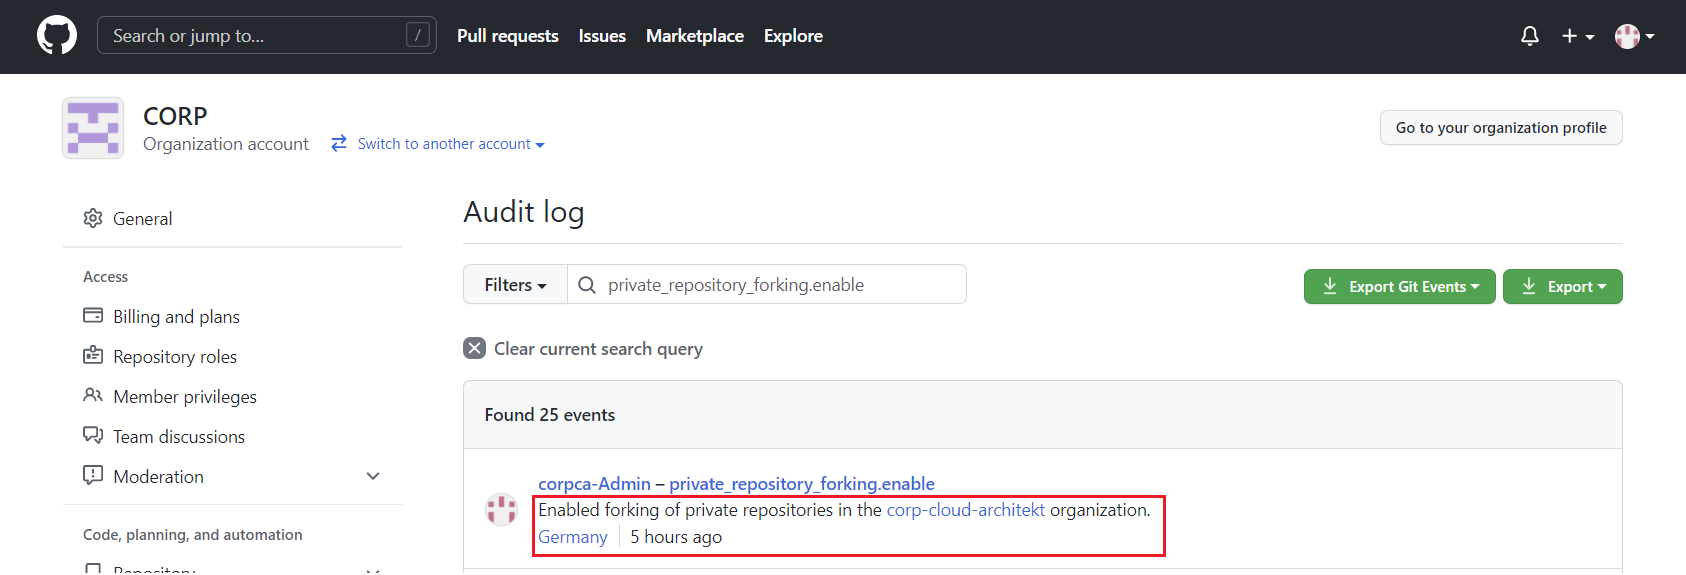 Search or jump to... /
Pull requests Issues Marketplace Explore
CORP
Organization account Switch to another account
Go to your organization profile
General
Access
Billing and plans
Repository roles
Member privileges
Team discussions
Moderation
Code, planning, and automation
Repository
Audit log
Filters private_repository_forking.enable
Export Git Events Export
Clear current search query
Found 25 events
corpca-Admin – private_repository_forking.enable
Enabled forking of private repositories in the corp-cloud-architekt organization.
Germany 5 hours ago